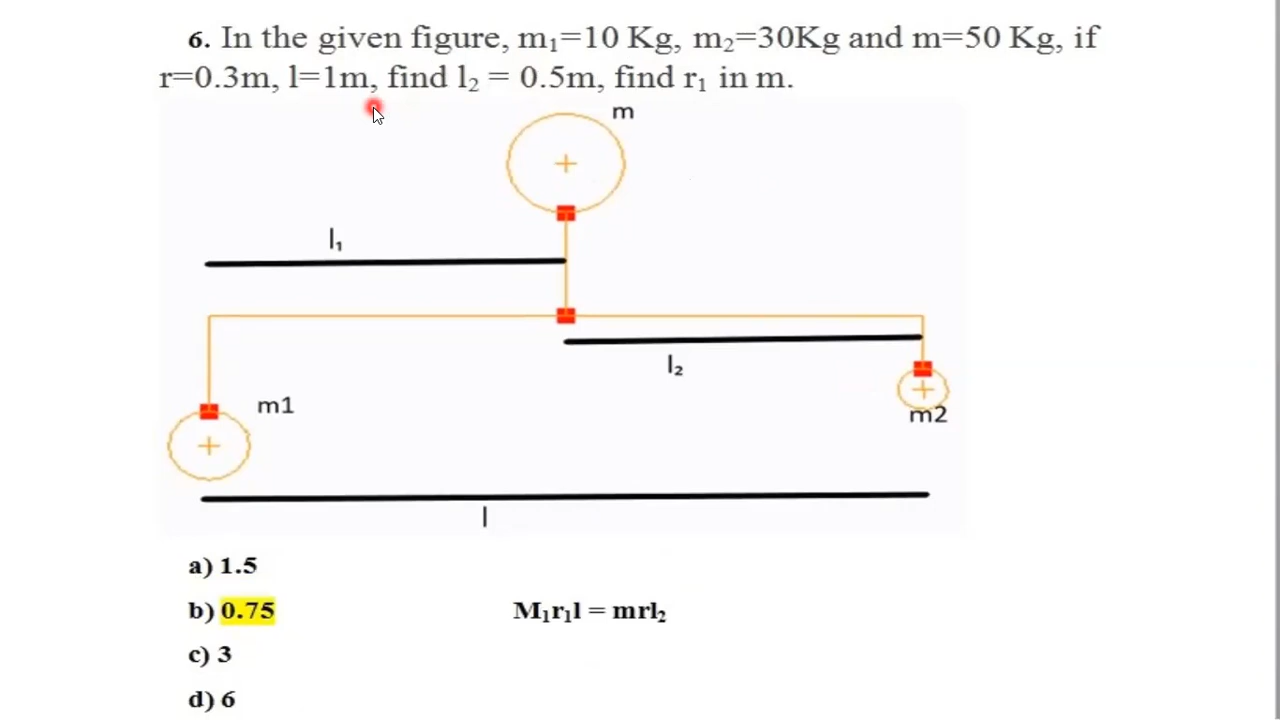 6. In the given figure, m₁=10 Kg, m₂=30Kg and m=50 Kg, if
r=0.3m, l=1m, find l₂ = 0.5m, find r₁ in m.
m
l₁
l₂
m1
m2
l
a) 1.5
b) 0.75
M₁r₁l = mrl₂
c) 3
d) 6